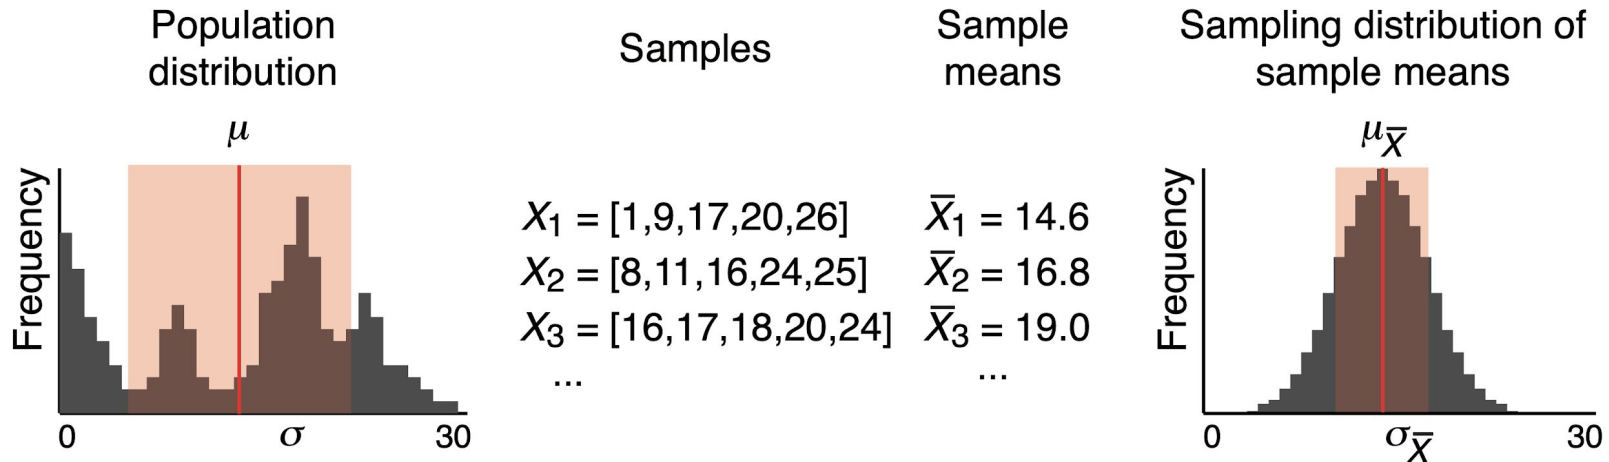 Population
distribution
μ
Frequency
0 σ 30
Samples
X₁ = [1,9,17,20,26]
X₂ = [8,11,16,24,25]
X₃ = [16,17,18,20,24]
...
Sample
means
X̅₁ = 14.6
X̅₂ = 16.8
X̅₃ = 19.0
...
Sampling distribution of
sample means
μ_X̅
Frequency
0 σ_X̅ 30